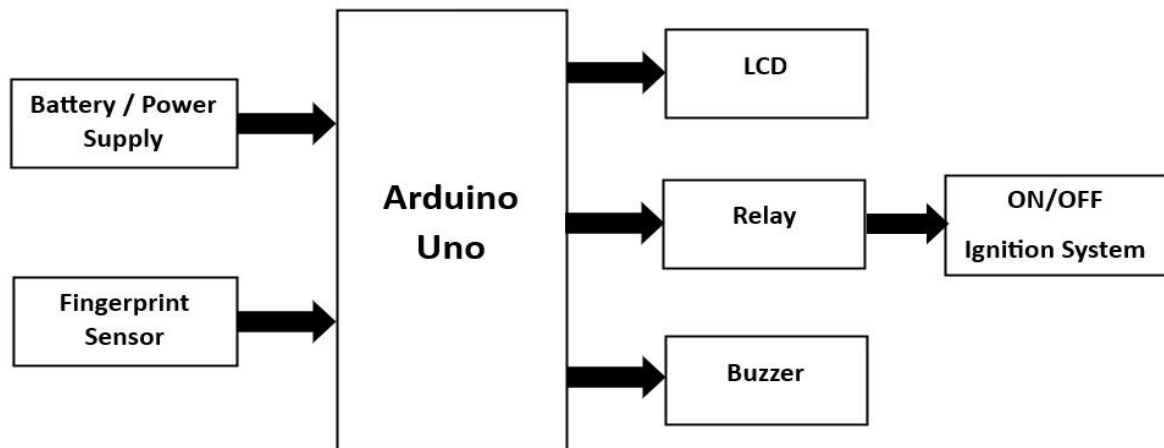 Battery / Power
Supply
Fingerprint
Sensor
Arduino
Uno
LCD
Relay
Buzzer
ON/OFF
Ignition System